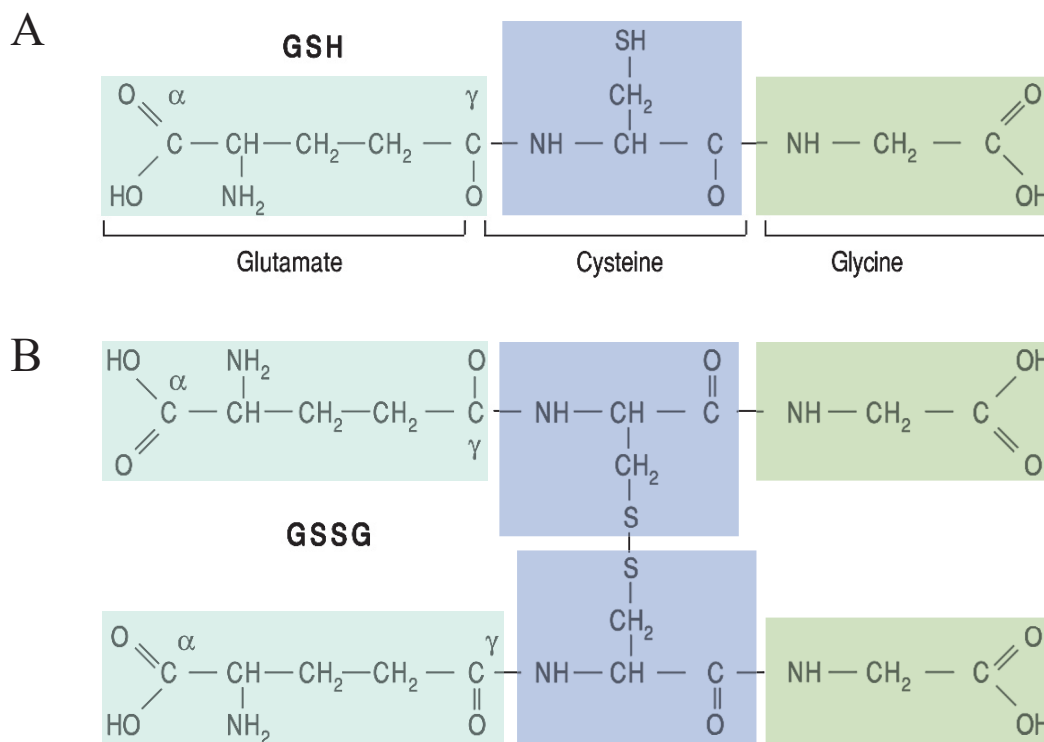 A
GSH
SH
CH₂
O α γ
C — CH — CH₂ — CH₂ — C — NH — CH — C — NH — CH₂ — C
O
HO NH₂ O O OH
Glutamate Cysteine Glycine
B
HO NH₂ O O OH
α
C — CH — CH₂ — CH₂ — C — NH — CH — C — NH — CH₂ — C
O γ CH₂ O
S
GSSG
S
O α γ CH₂ O
C — CH — CH₂ — CH₂ — C — NH — CH — C — NH — CH₂ — C
HO NH₂ O O OH